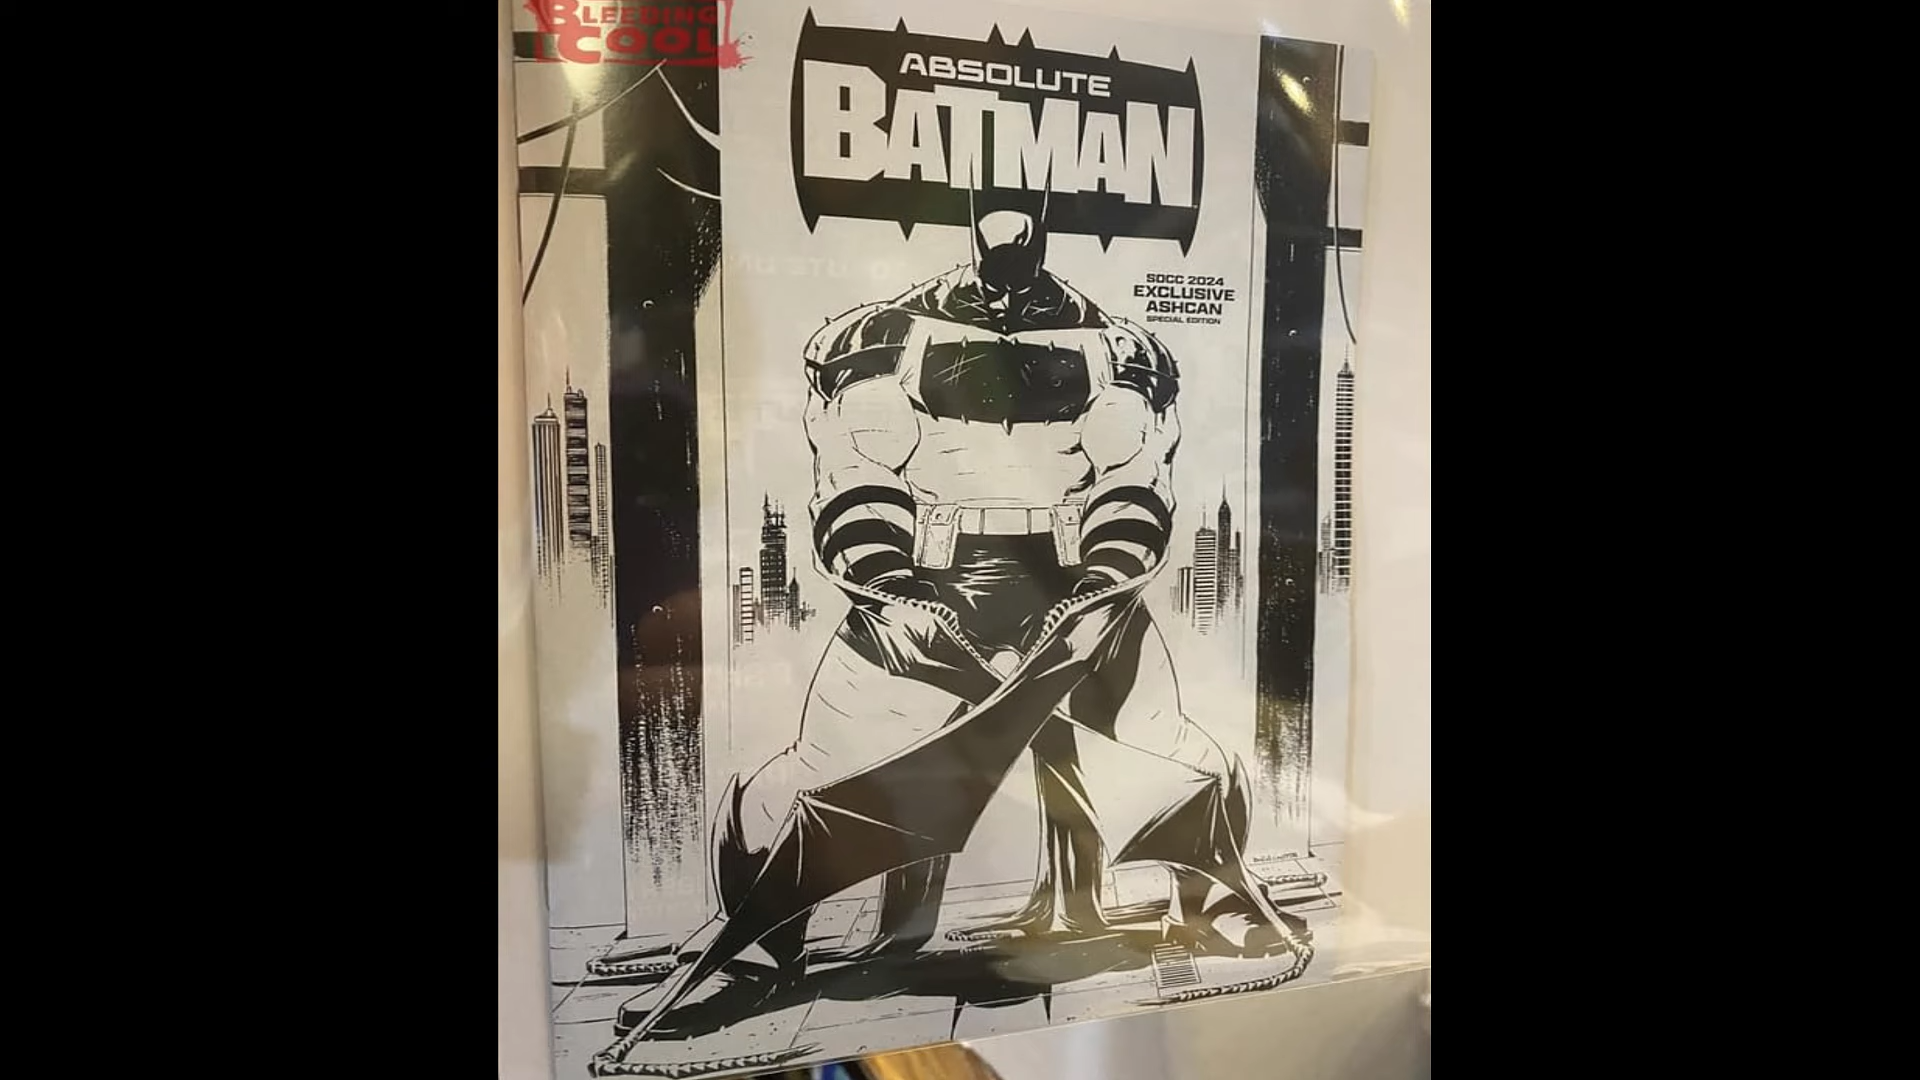 BLEEDING
COOL
ABSOLUTE
BATMAN
SDCC 2024
EXCLUSIVE
ASHCAN
SPECIAL EDITION